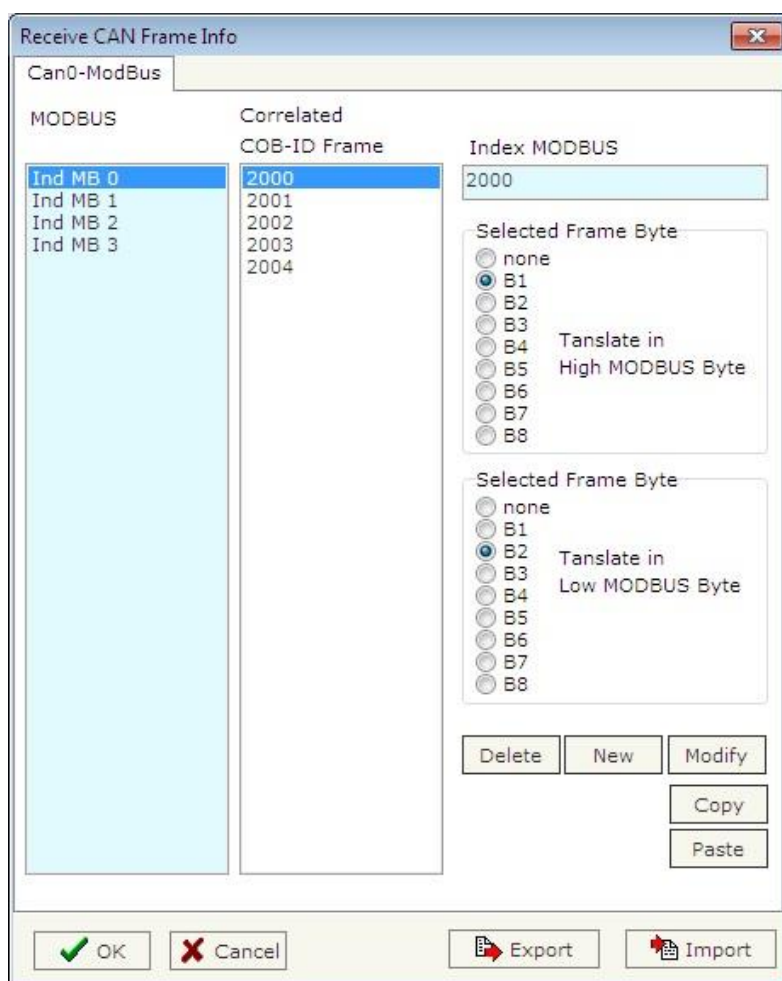 Receive CAN Frame Info
Can0-ModBus
MODBUS
Correlated
COB-ID Frame
Ind MB 0
Ind MB 1
Ind MB 2
Ind MB 3
2000
2001
2002
2003
2004
Index MODBUS
2000
Selected Frame Byte
none
B1
B2
B3
B4
B5
B6
B7
B8
Tanslate in
High MODBUS Byte
Selected Frame Byte
none
B1
B2
B3
B4
B5
B6
B7
B8
Tanslate in
Low MODBUS Byte
Delete
New
Modify
Copy
Paste
OK
Cancel
Export
Import